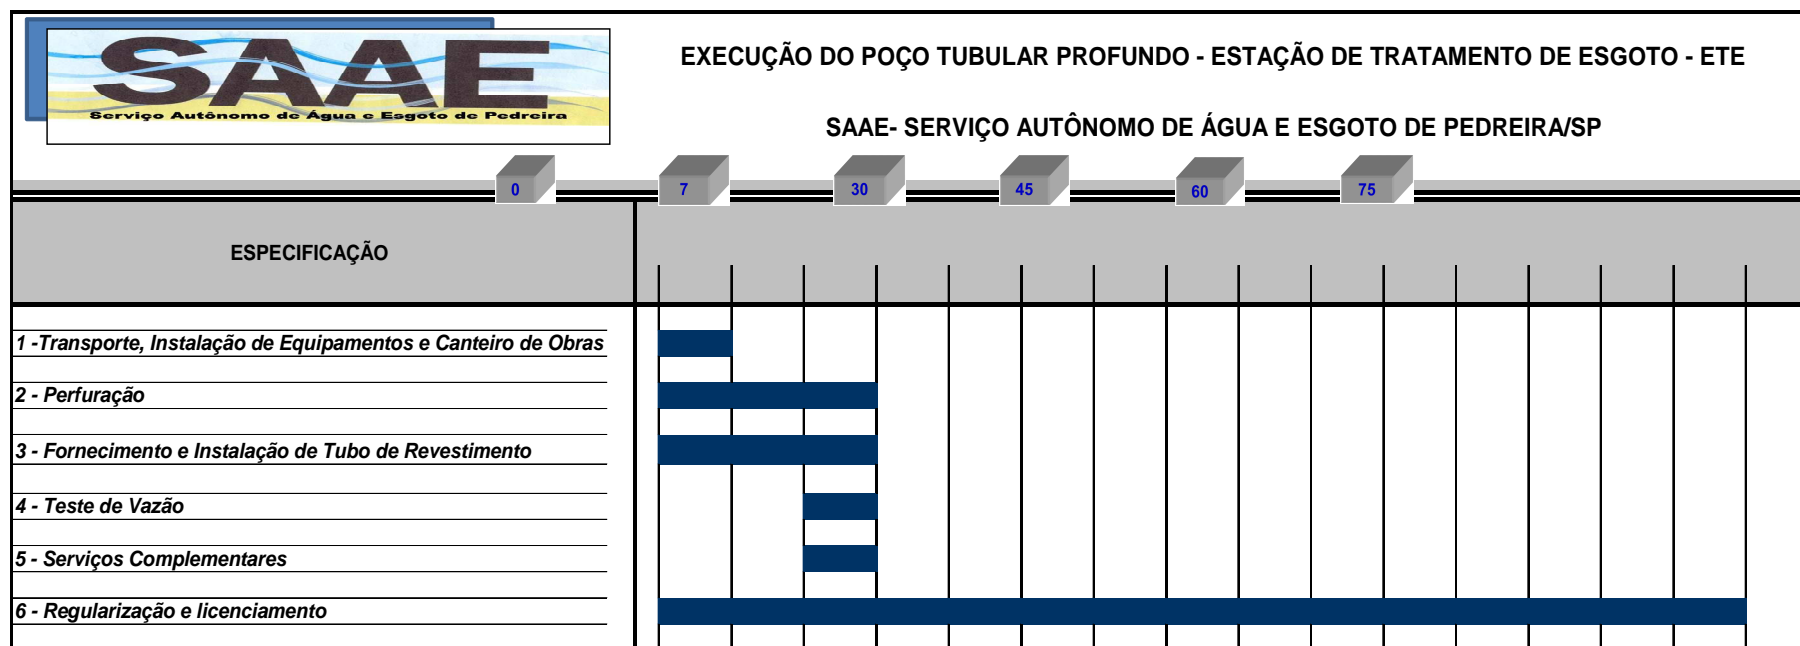 SAAE
Serviço Autônomo de Água e Esgoto de Pedreira
EXECUÇÃO DO POÇO TUBULAR PROFUNDO - ESTAÇÃO DE TRATAMENTO DE ESGOTO - ETE
SAAE- SERVIÇO AUTÔNOMO DE ÁGUA E ESGOTO DE PEDREIRA/SP
0 7 30 45 60 75
ESPECIFICAÇÃO
1 -Transporte, Instalação de Equipamentos e Canteiro de Obras
2 - Perfuração
3 - Fornecimento e Instalação de Tubo de Revestimento
4 - Teste de Vazão
5 - Serviços Complementares
6 - Regularização e licenciamento